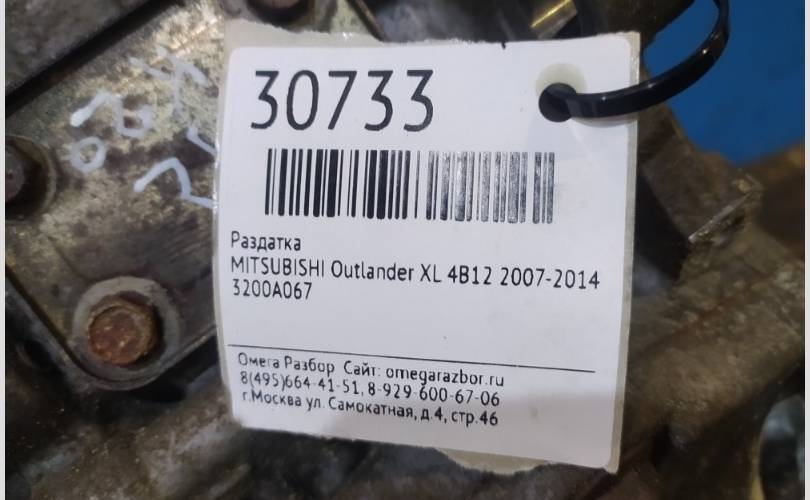 30733
Раздатка
MITSUBISHI Outlander XL 4B12 2007-2014
3200A067
Омега Разбор Сайт: omegarazbor.ru
8(495)664-41-51, 8-929-600-67-06
г.Москва ул. Самокатная, д.4, стр.46